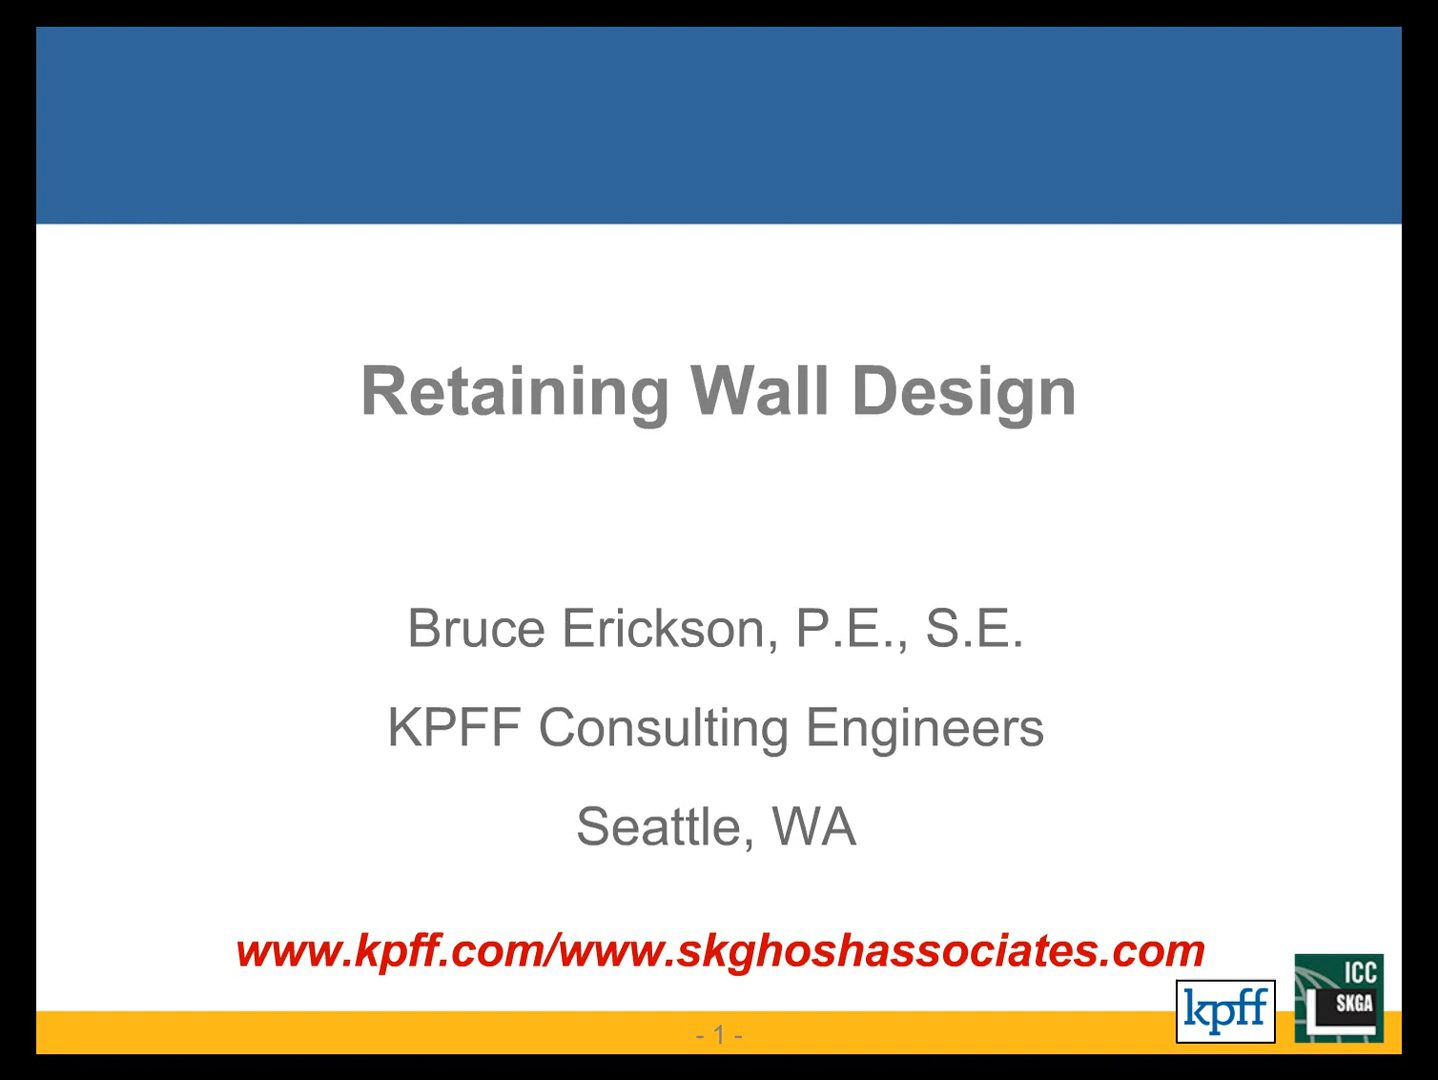 Retaining Wall Design
Bruce Erickson, P.E., S.E.
KPFF Consulting Engineers
Seattle, WA
www.kpff.com/www.skghoshassociates.com
kpff
ICC
SKGA
- 1 -